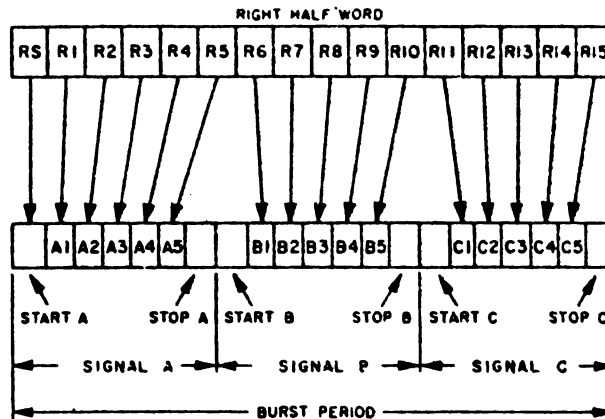 RIGHT HALF WORD
RS R1 R2 R3 R4 R5 R6 R7 R8 R9 R10 R11 R12 R13 R14 R15
A1 A2 A3 A4 A5 B1 B2 B3 B4 B5 C1 C2 C3 C4 C5
START A STOP A START B STOP B START C STOP C
SIGNAL A SIGNAL B SIGNAL C
BURST PERIOD